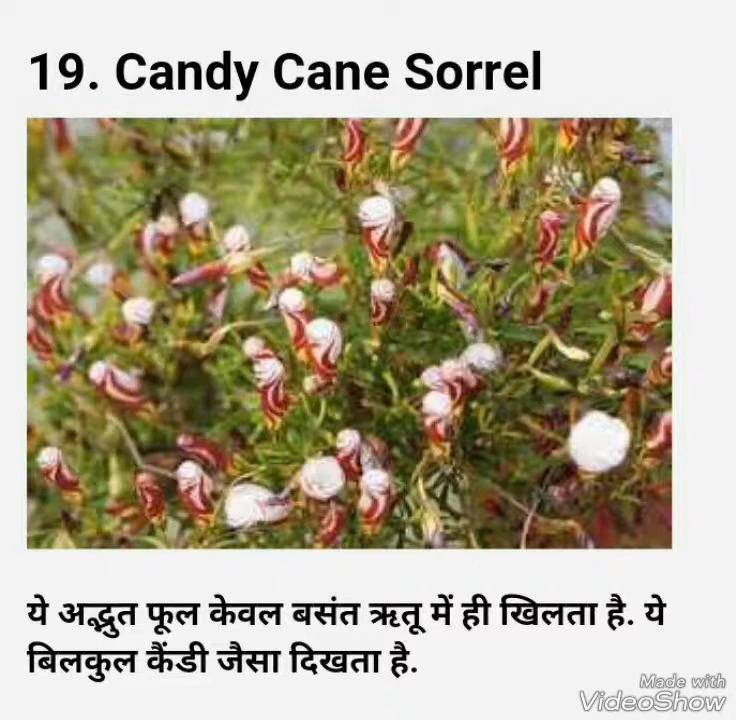 19. Candy Cane Sorrel
ये अद्भुत फूल केवल बसंत ऋतू में ही खिलता है. ये
बिलकुल कैंडी जैसा दिखता है.
Made with
VideoShow